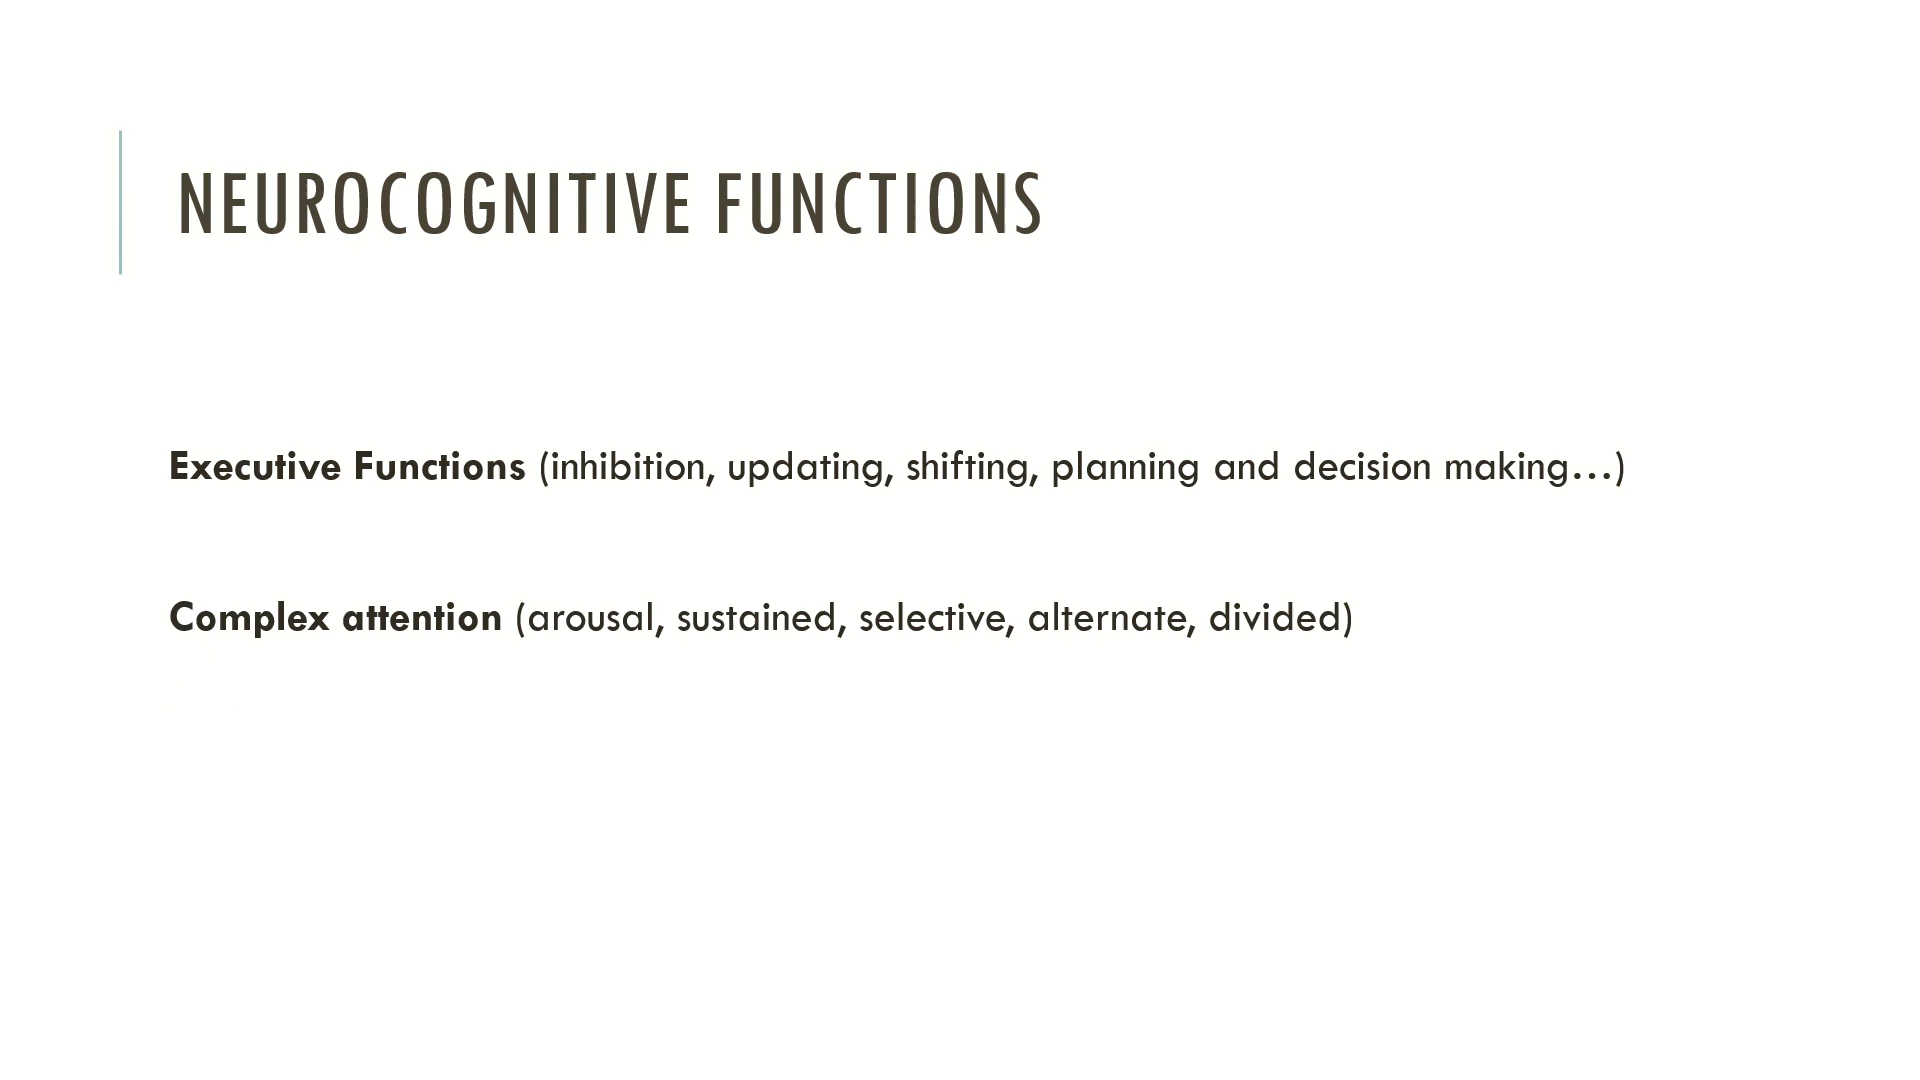 NEUROCOGNITIVE FUNCTIONS
Executive Functions (inhibition, updating, shifting, planning and decision making…)
Complex attention (arousal, sustained, selective, alternate, divided)